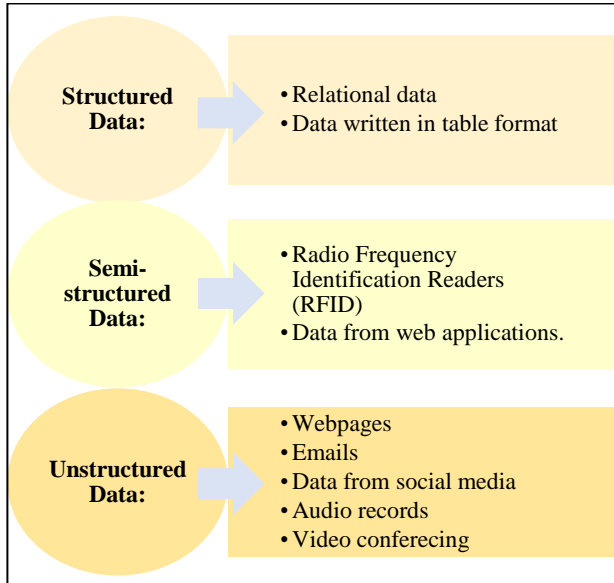 Structured
Data:
• Relational data
• Data written in table format
Semi-
structured
Data:
• Radio Frequency
Identification Readers
(RFID)
• Data from web applications.
Unstructured
Data:
• Webpages
• Emails
• Data from social media
• Audio records
• Video conferecing